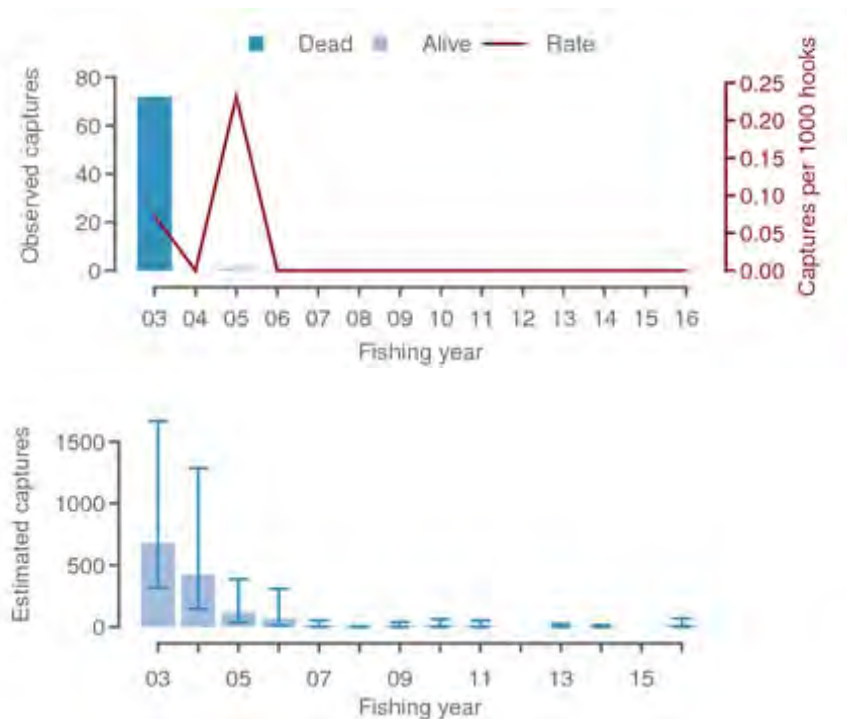 Dead Alive Rate
80
60
40
20
0
Observed captures
0.25
0.20
0.15
0.10
0.05
0.00
Captures per 1000 hooks
03 04 05 06 07 08 09 10 11 12 13 14 15 16
Fishing year
1500
1000
500
0
Estimated captures
03 05 07 09 11 13 15
Fishing year